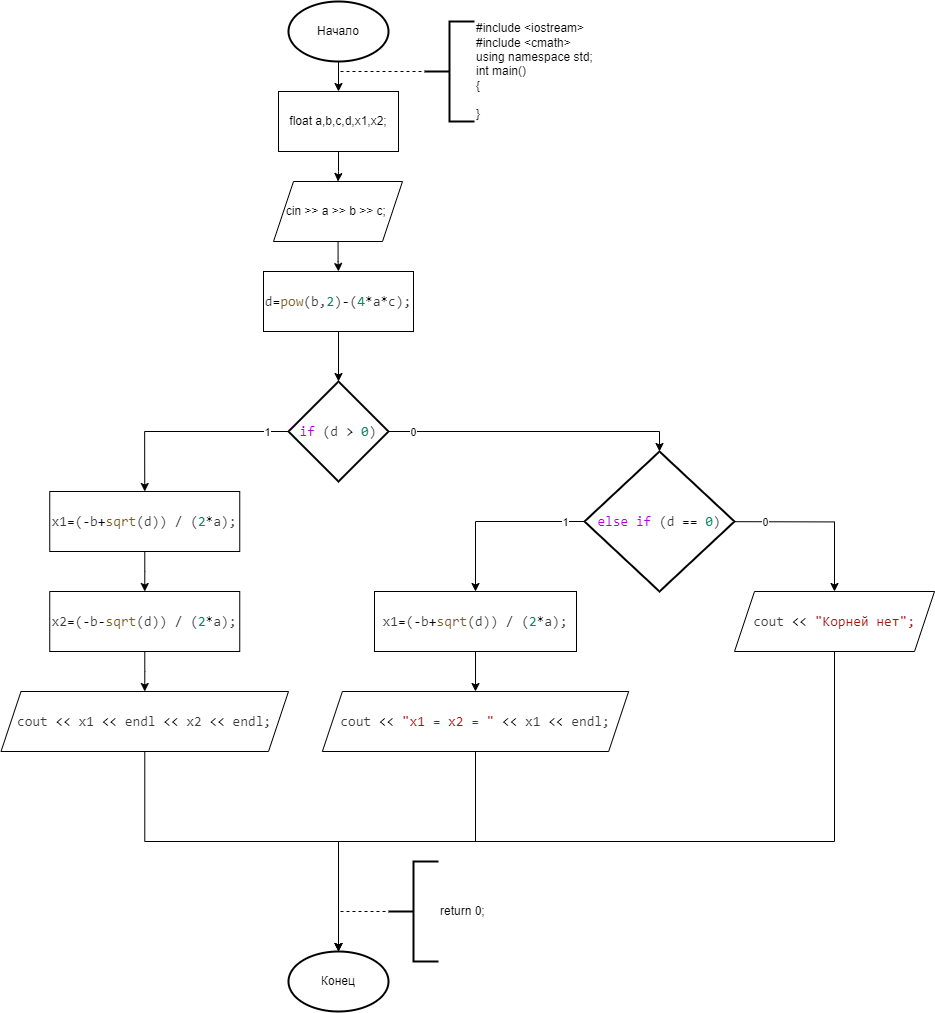 Начало
#include <iostream>
#include <cmath>
using namespace std;
int main()
{
}
float a,b,c,d,x1,x2;
cin >> a >> b >> c;
d=pow(b,2)-(4*a*c);
1
if (d > 0)
0
x1=(-b+sqrt(d)) / (2*a);
1
else if (d == 0)
0
x2=(-b-sqrt(d)) / (2*a);
x1=(-b+sqrt(d)) / (2*a);
cout << "Корней нет";
cout << x1 << endl << x2 << endl;
cout << "x1 = x2 = " << x1 << endl;
return 0;
Конец